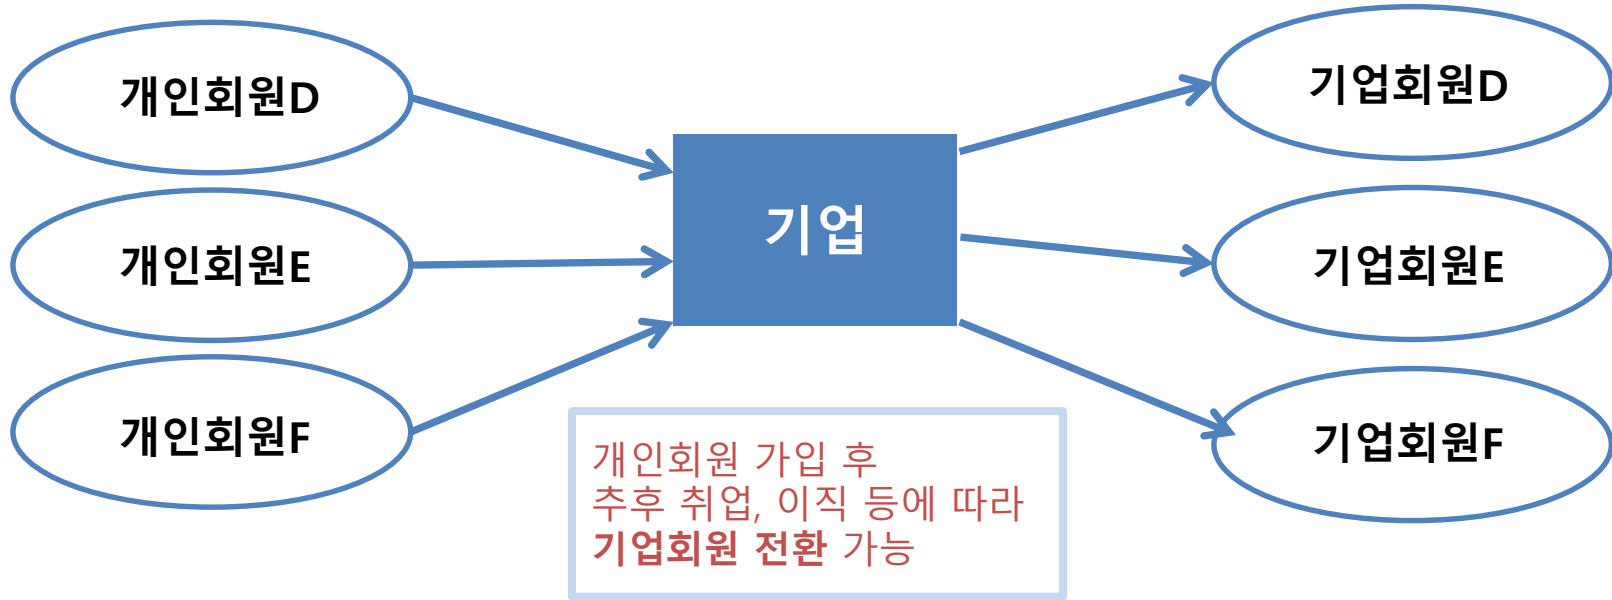 개인회원D
기업회원D
기업
개인회원E
기업회원E
개인회원F
기업회원F
개인회원 가입 후
추후 취업, 이직 등에 따라
기업회원 전환 가능